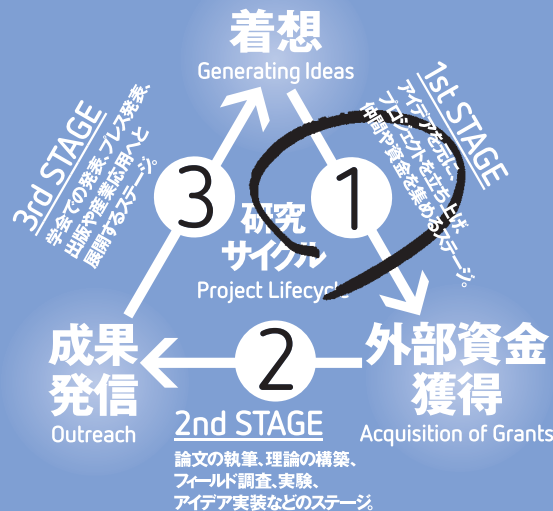 着想
Generating Ideas
1st STAGE
アイデアを元に、
プロジェクトを立ち上げ、
仲間や資金を集めるステージ。
3rd STAGE
学会での発表、プレス発表、
出版や産業応用へと
展開するステージ。
3
1
研究
サイクル
Project Lifecycle
成果
発信
Outreach
2
外部資金
獲得
Acquisition of Grants
2nd STAGE
論文の執筆、理論の構築、
フィールド調査、実験、
アイデア実装などのステージ。